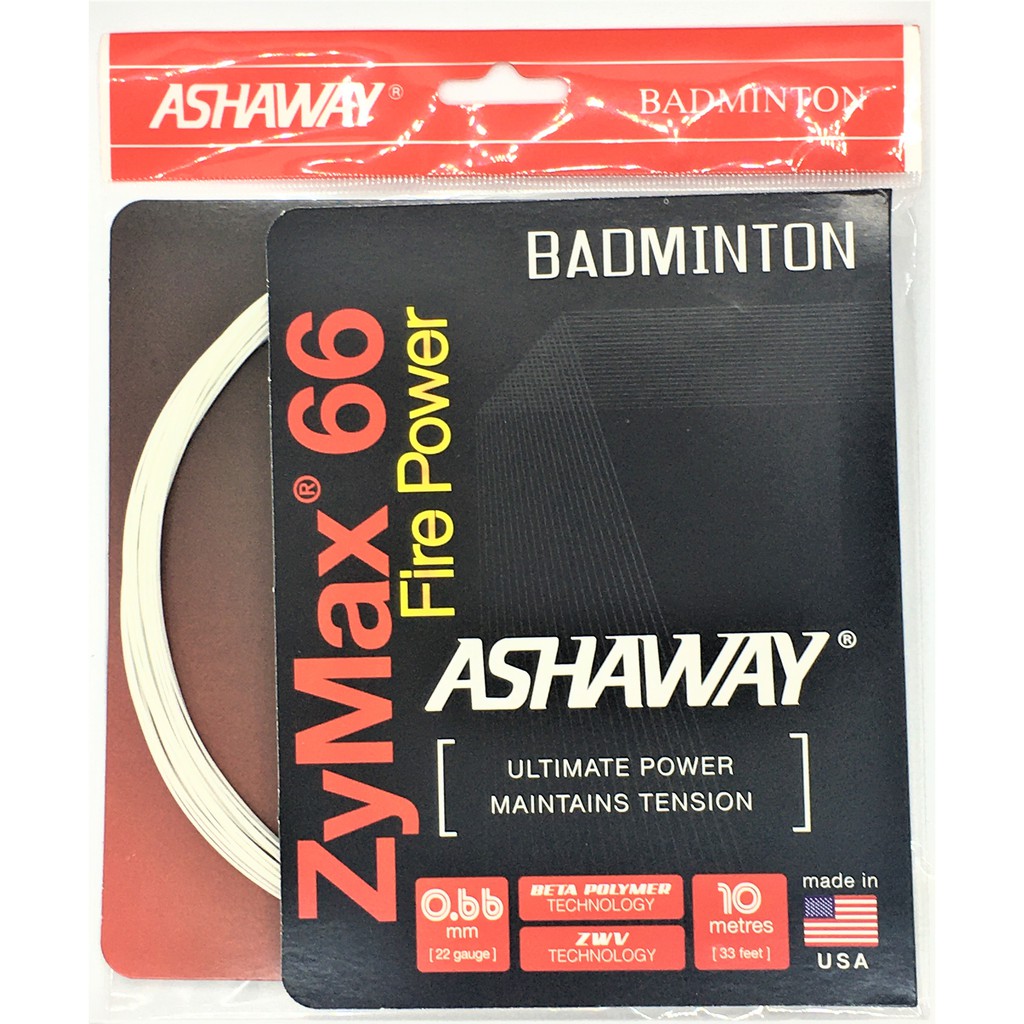 ASHAWAY® BADMINTON
BADMINTON
ZyMax® 66
Fire Power
ASHAWAY®
ULTIMATE POWER
MAINTAINS TENSION
0.66
mm
[22 gauge]
BETA POLYMER
TECHNOLOGY
ZWV
TECHNOLOGY
10
metres
[33 feet]
made in
USA